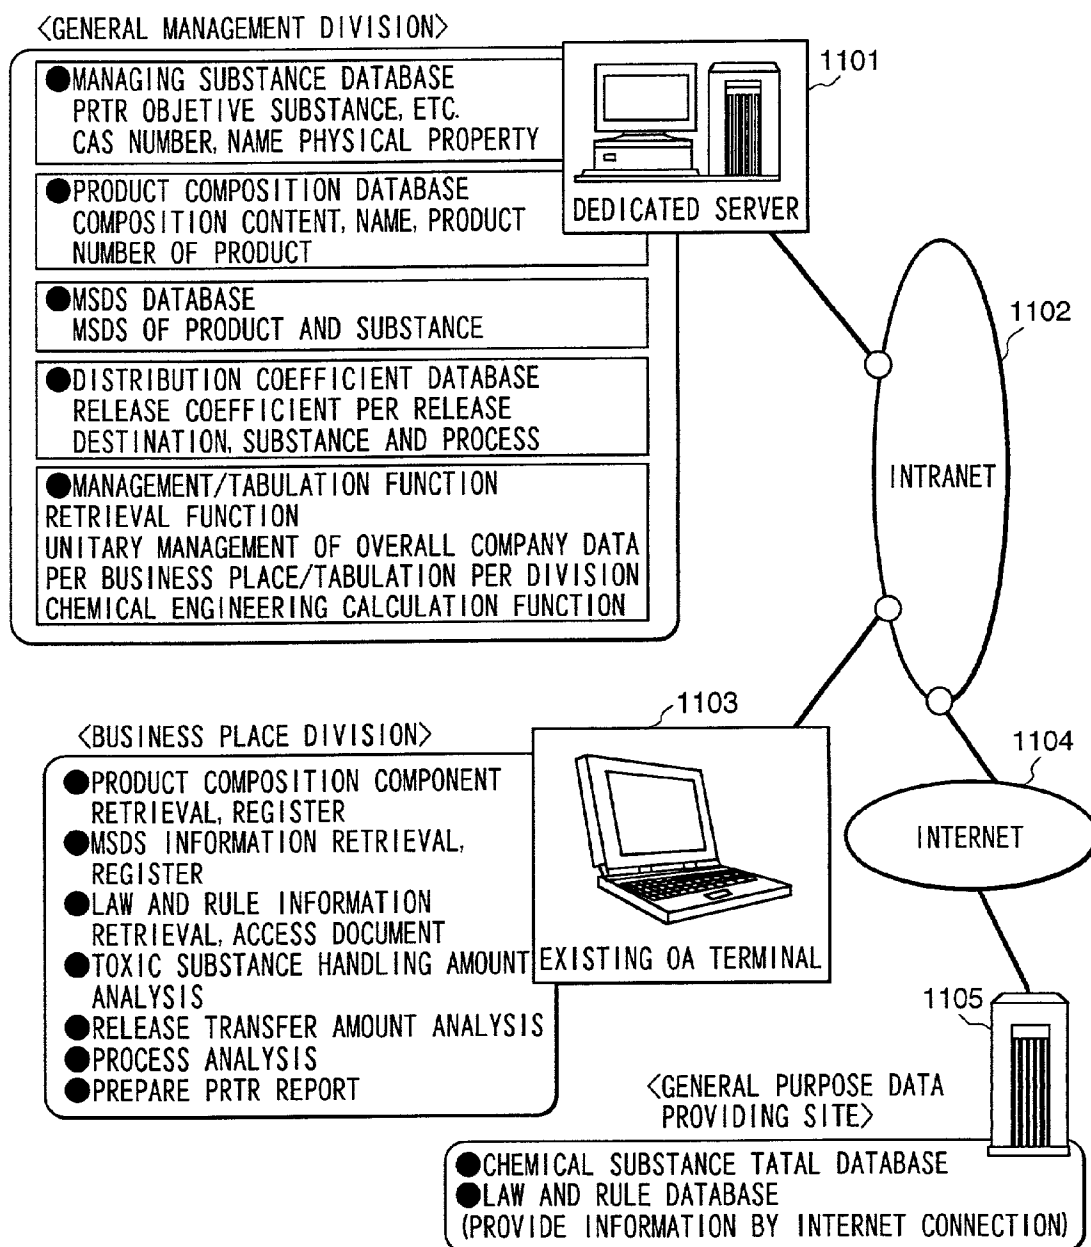 <GENERAL MANAGEMENT DIVISION>
●MANAGING SUBSTANCE DATABASE
PRTR OBJETIVE SUBSTANCE, ETC.
CAS NUMBER, NAME PHYSICAL PROPERTY
●PRODUCT COMPOSITION DATABASE
COMPOSITION CONTENT, NAME, PRODUCT
NUMBER OF PRODUCT
●MSDS DATABASE
MSDS OF PRODUCT AND SUBSTANCE
●DISTRIBUTION COEFFICIENT DATABASE
RELEASE COEFFICIENT PER RELEASE
DESTINATION, SUBSTANCE AND PROCESS
●MANAGEMENT/TABULATION FUNCTION
RETRIEVAL FUNCTION
UNITARY MANAGEMENT OF OVERALL COMPANY DATA
PER BUSINESS PLACE/TABULATION PER DIVISION
CHEMICAL ENGINEERING CALCULATION FUNCTION
1101
DEDICATED SERVER
1102
INTRANET
<BUSINESS PLACE DIVISION>
●PRODUCT COMPOSITION COMPONENT
RETRIEVAL, REGISTER
●MSDS INFORMATION RETRIEVAL,
REGISTER
●LAW AND RULE INFORMATION
RETRIEVAL, ACCESS DOCUMENT
●TOXIC SUBSTANCE HANDLING AMOUNT
ANALYSIS
●RELEASE TRANSFER AMOUNT ANALYSIS
●PROCESS ANALYSIS
●PREPARE PRTR REPORT
1103
EXISTING OA TERMINAL
1104
INTERNET
1105
<GENERAL PURPOSE DATA
PROVIDING SITE>
●CHEMICAL SUBSTANCE TATAL DATABASE
●LAW AND RULE DATABASE
(PROVIDE INFORMATION BY INTERNET CONNECTION)